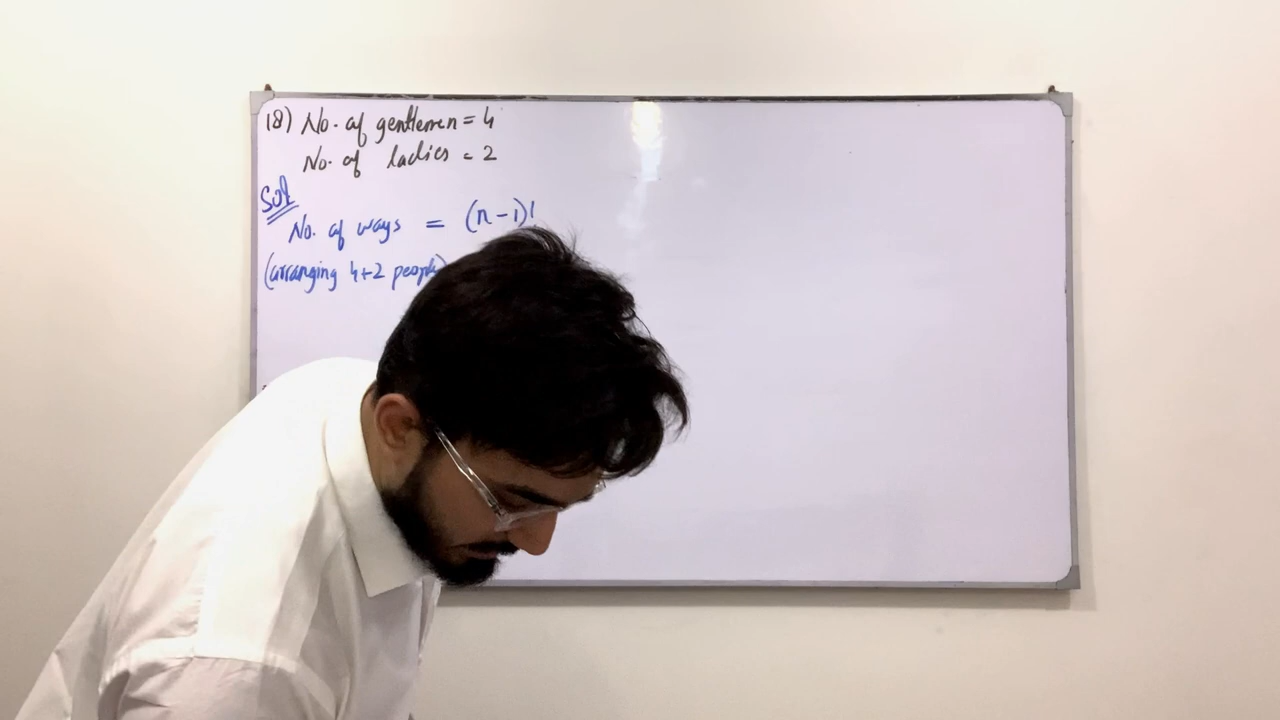 18) No. of gentlemen = 4
No. of ladies = 2
Sol
No. of ways = (n-1)!
(arranging 4+2 people)